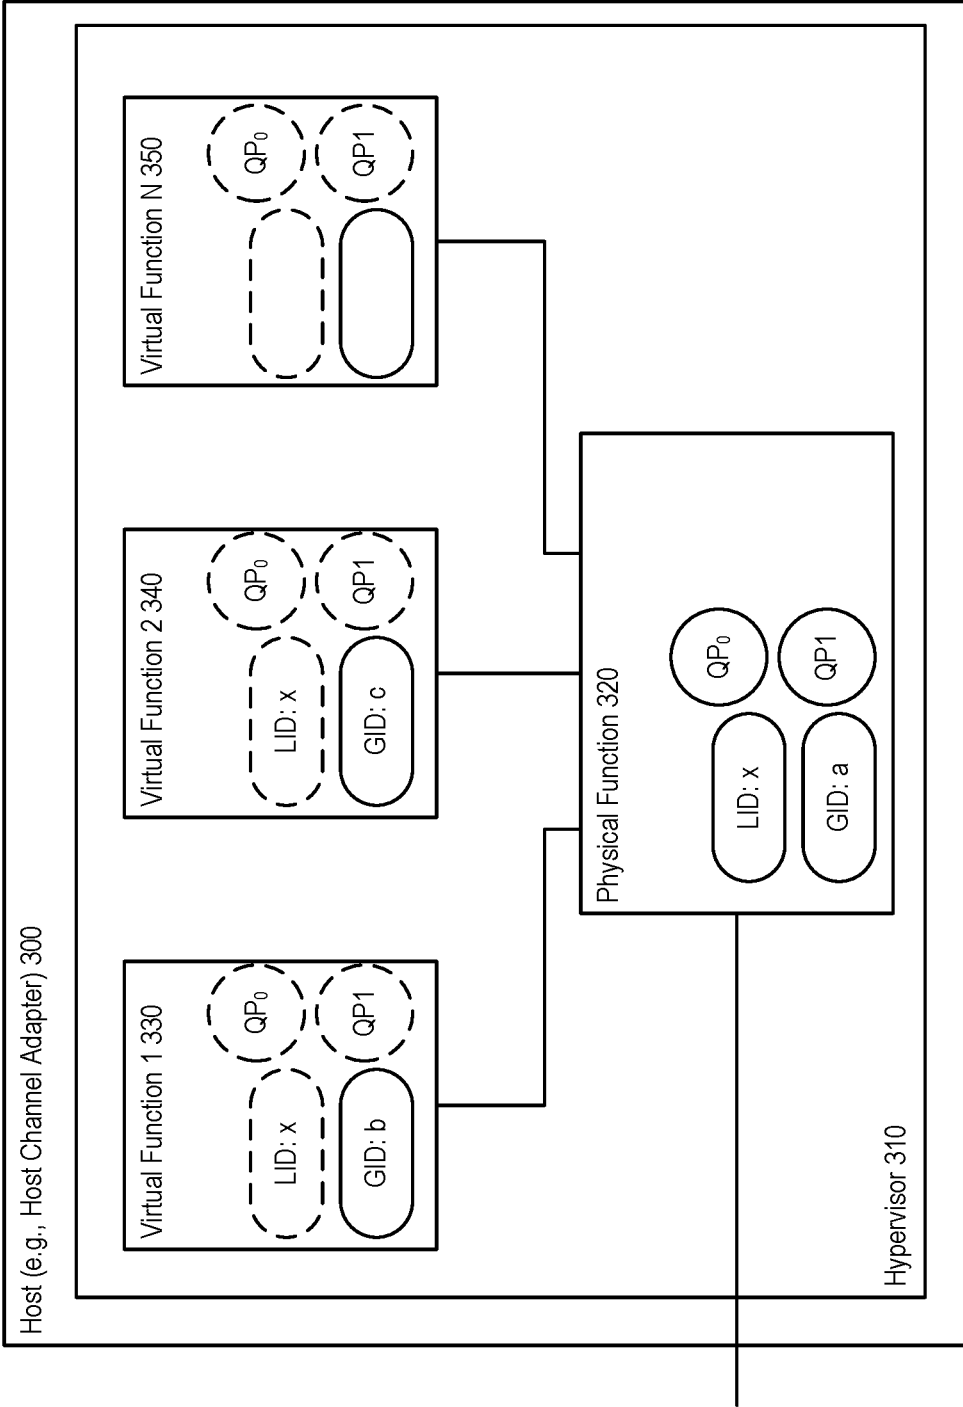 Host (e.g., Host Channel Adapter) 300
Virtual Function 1 330
LID: x
QP₀
GID: b
QP1
Virtual Function 2 340
LID: x
QP₀
GID: c
QP1
Virtual Function N 350
QP₀
QP1
Physical Function 320
LID: x
QP₀
GID: a
QP1
Hypervisor 310